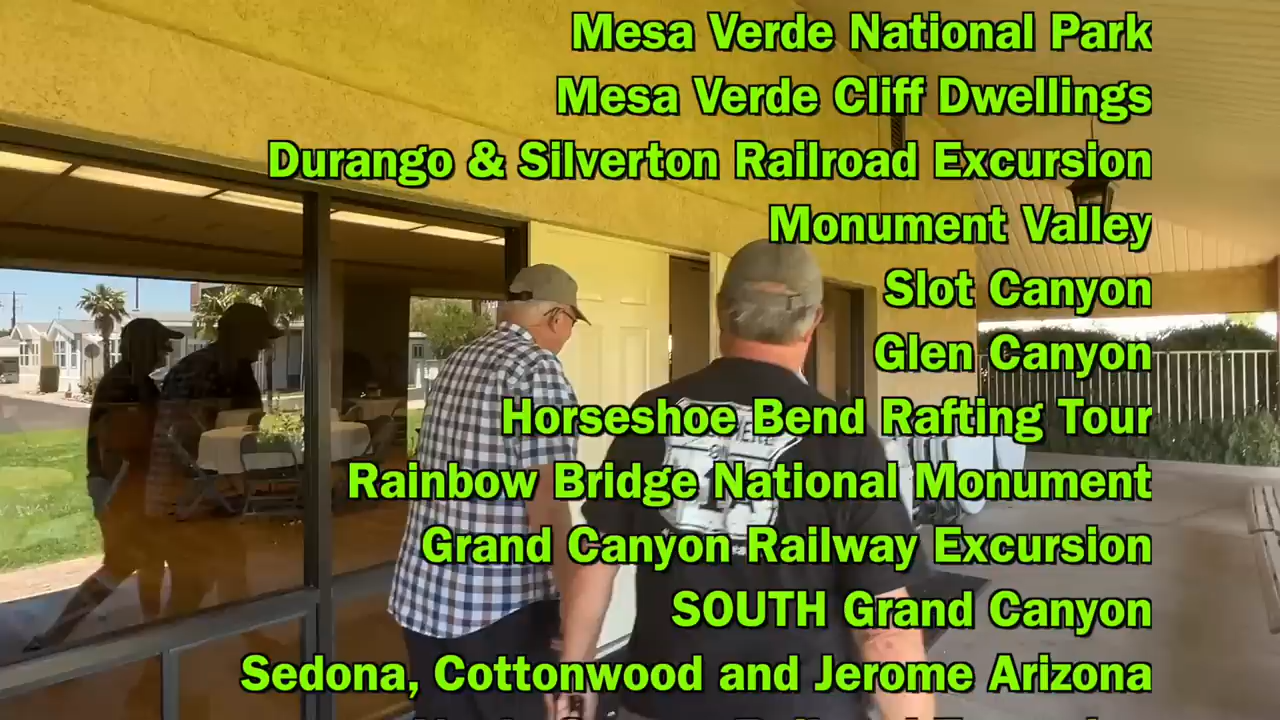 Mesa Verde National Park
Mesa Verde Cliff Dwellings
Durango & Silverton Railroad Excursion
Monument Valley
Slot Canyon
Glen Canyon
Horseshoe Bend Rafting Tour
Rainbow Bridge National Monument
Grand Canyon Railway Excursion
SOUTH Grand Canyon
Sedona, Cottonwood and Jerome Arizona